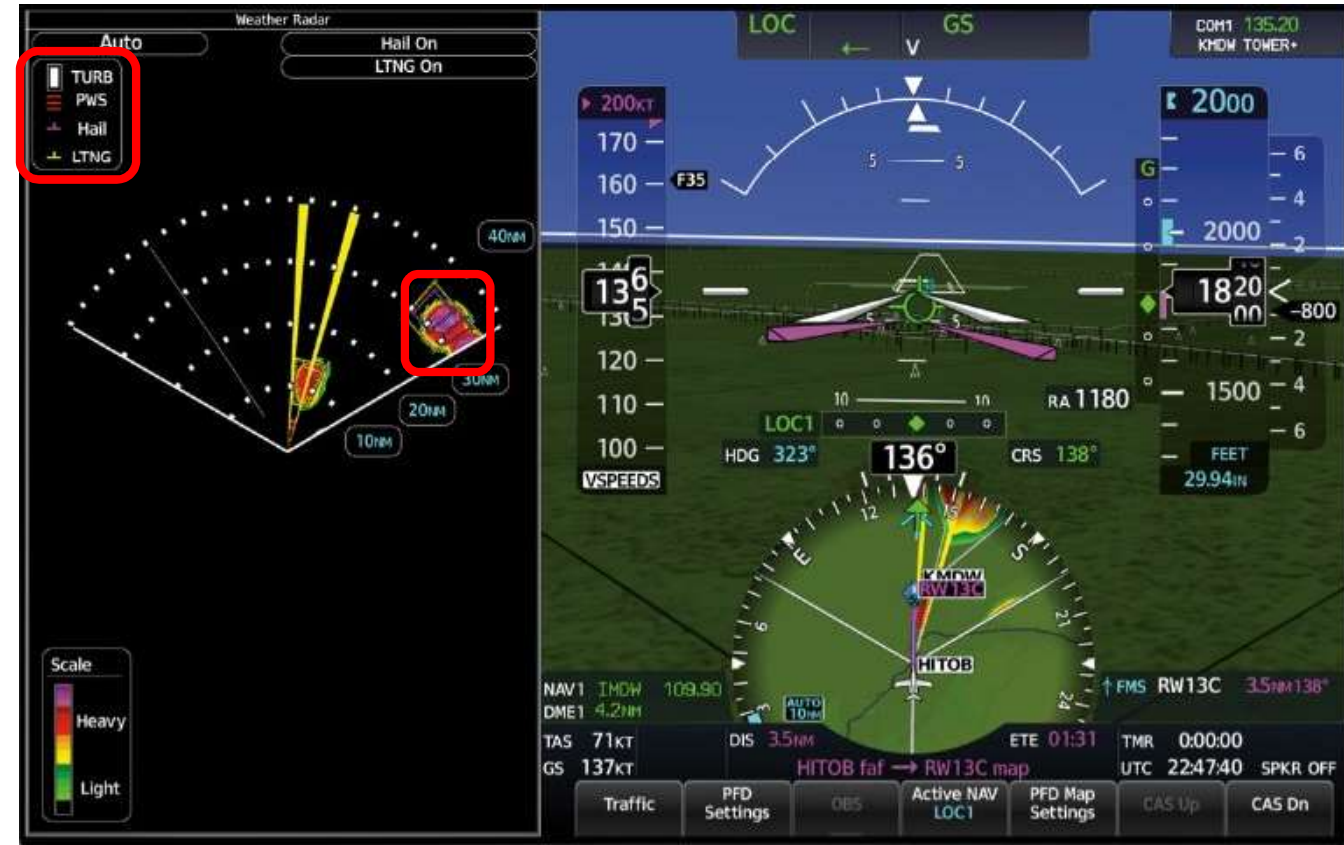 Weather Radar
Auto
Hail On
LTNG On
TURB
PWS
Hail
LTNG
40NM
30NM
20NM
10NM
Scale
Heavy
Light
LOC
GS
←
V
COM1 135.20
KMDW TOWER+
200KT
170
160
F35
150
136
5
120
110
100
VSPEEDS
5 5
5 5
10 10
2000
G
2000
1820
00
1500
6
4
2
-800
2
4
6
FEET
29.94IN
RA 1180
LOC1
HDG 323°
136°
CRS 138°
12
15
E
S
6
21
24
KMDW
RW13C
HITOB
AUTO
10NM
NAV1 IMDW 109.90
DME1 4.2NM
↑ FMS RW13C 3.5NM 138°
TAS 71KT
GS 137KT
DIS 3.5NM
ETE 01:31
HITOB faf → RW13C map
TMR 0:00:00
UTC 22:47:40 SPKR OFF
Traffic
PFD Settings
OBS
Active NAV
LOC1
PFD Map Settings
CAS Up
CAS Dn